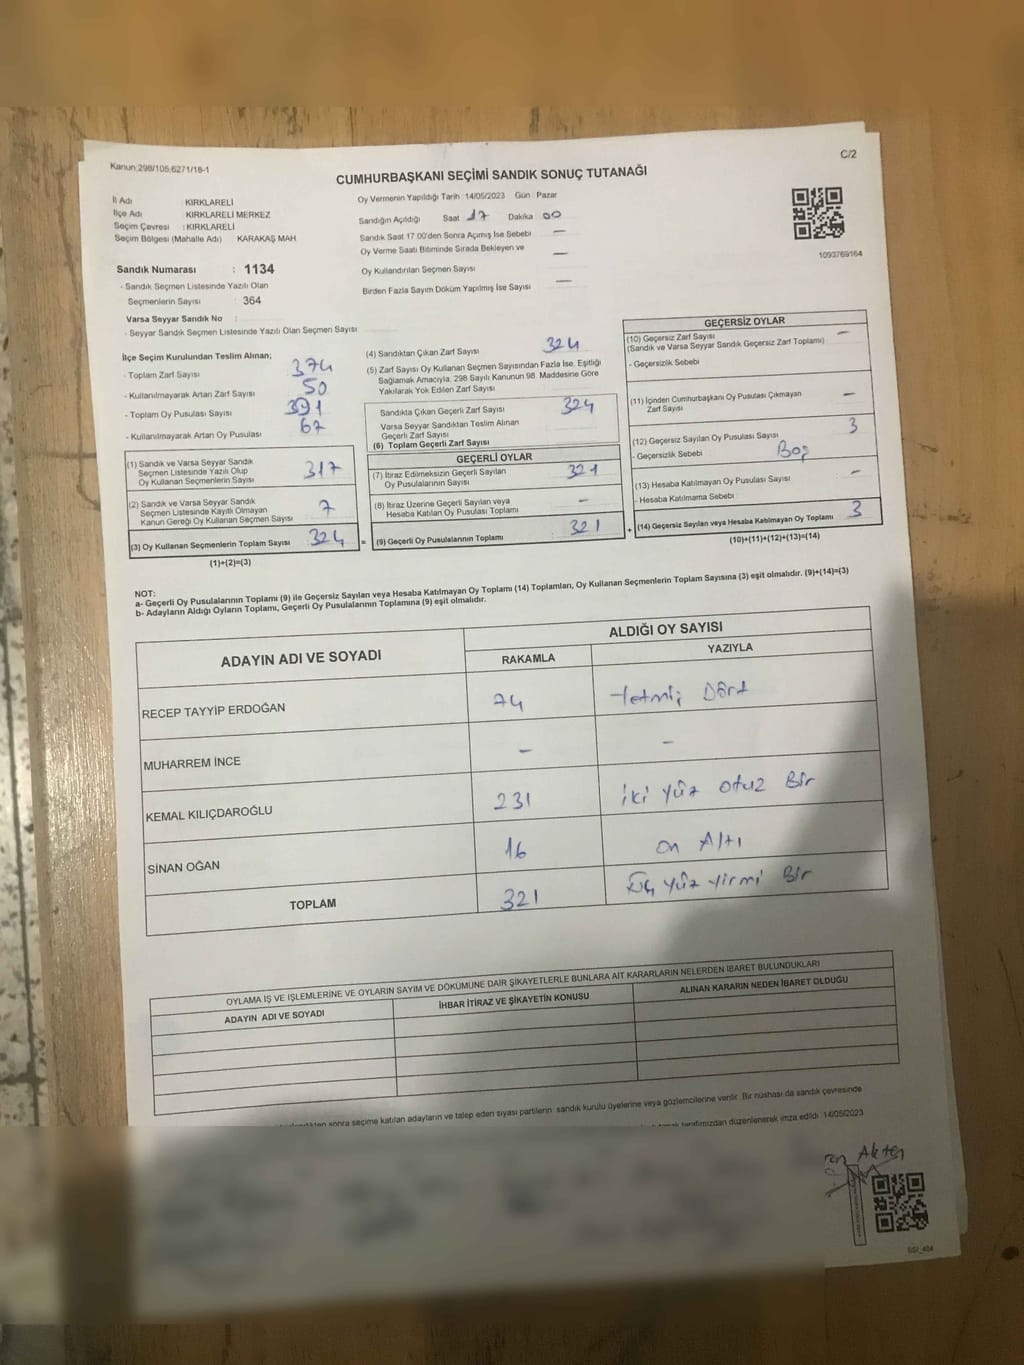 Kanun 298/105,6271/18-1
C/2
CUMHURBAŞKANI SEÇİMİ SANDIK SONUÇ TUTANAĞI
İl Adı : KIRKLARELİ
İlçe Adı : KIRKLARELİ MERKEZ
Seçim Çevresi : KIRKLARELİ
Seçim Bölgesi (Mahalle Adı) KARAKAŞ MAH
Sandık Numarası : 1134
- Sandık Seçmen Listesinde Yazılı Olan
Seçmenlerin Sayısı : 364
Varsa Seyyar Sandık No :
- Seyyar Sandık Seçmen Listesinde Yazılı Olan Seçmen Sayısı:
Oy Vermenin Yapıldığı Tarih :14/05/2023 Gün : Pazar
Sandığın Açıldığı Saat 17 Dakika 00
Sandık Saat 17:00'den Sonra Açımış İse Sebebi —
Oy Verme Saati Bitiminde Sırada Bekleyen ve
Oy Kullandırılan Seçmen Sayısı —
Birden Fazla Sayım Döküm Yapılmış İse Sayısı —
1093769164
İlçe Seçim Kurulundan Teslim Alınan;
- Toplam Zarf Sayısı 374
- Kullanılmayarak Artan Zarf Sayısı 50
- Toplam Oy Pusulası Sayısı 391
- Kullanılmayarak Artan Oy Pusulası 67
(1) Sandık ve Varsa Seyyar Sandık
Seçmen Listesinde Yazılı Olup
Oy Kullanan Seçmenlerin Sayısı 317
(2) Sandık ve Varsa Seyyar Sandık
Seçmen Listesinde Kayıtlı Olmayan
Kanun Gereği Oy Kullanan Seçmen Sayısı 7
(3) Oy Kullanan Seçmenlerin Toplam Sayısı 324 =
(1)+(2)=(3)
(4) Sandıktan Çıkan Zarf Sayısı 324
(5) Zarf Sayısı Oy Kullanan Seçmen Sayısından Fazla İse, Eşitliği
Sağlamak Amacıyla, 298 Sayılı Kanunun 98. Maddesine Göre
Yakılarak Yok Edilen Zarf Sayısı
Sandıkta Çıkan Geçerli Zarf Sayısı 324
Varsa Seyyar Sandıktan Teslim Alınan
Geçerli Zarf Sayısı
(6) Toplam Geçerli Zarf Sayısı
GEÇERLİ OYLAR
(7) İtiraz Edilmeksizin Geçerli Sayılan
Oy Pusulalarının Sayısı 321
(8) İtiraz Üzerine Geçerli Sayılan veya
Hesaba Katılan Oy Pusulası Toplamı –
(9) Geçerli Oy Pusulalarının Toplamı 321 +
GEÇERSİZ OYLAR
(10) Geçersiz Zarf Sayısı –
(Sandık ve Varsa Seyyar Sandık Geçersiz Zarf Toplamı)
- Geçersizlik Sebebi
(11) İçinden Cumhurbaşkanı Oy Pusulası Çıkmayan
Zarf Sayısı –
(12) Geçersiz Sayılan Oy Pusulası Sayısı 3
- Geçersizlik Sebebi Boş
(13) Hesaba Katılmayan Oy Pusulası Sayısı –
- Hesaba Katılmama Sebebi
(14) Geçersiz Sayılan veya Hesaba Katılmayan Oy Toplamı 3
(10)+(11)+(12)+(13)=(14)
NOT:
a- Geçerli Oy Pusulalarının Toplamı (9) ile Geçersiz Sayılan veya Hesaba Katılmayan Oy Toplamı (14) Toplamları, Oy Kullanan Seçmenlerin Toplam Sayısına (3) eşit olmalıdır. (9)+(14)=(3)
b- Adayların Aldığı Oyların Toplamı, Geçerli Oy Pusulalarının Toplamına (9) eşit olmalıdır.
ADAYIN ADI VE SOYADI
ALDIĞI OY SAYISI
RAKAMLA YAZIYLA
RECEP TAYYİP ERDOĞAN 74 Yetmiş Dört
MUHARREM İNCE – –
KEMAL KILIÇDAROĞLU 231 iki yüz otuz Bir
SİNAN OĞAN 16 on Altı
TOPLAM 321 Üç yüz yirmi Bir
OYLAMA İŞ VE İŞLEMLERİNE VE OYLARIN SAYIM VE DÖKÜMÜNE DAİR ŞİKAYETLERLE BUNLARA AİT KARARLARIN NELERDEN İBARET BULUNDUKLARI
ADAYIN ADI VE SOYADI İHBAR İTİRAZ VE ŞİKAYETİN KONUSU ALINAN KARARIN NEDEN İBARET OLDUĞU
sonra seçime katılan adayların ve talep eden siyasi partilerin sandık kurulu üyelerine veya gözlemcilerine verilir. Bir nüshası da sandık çevresinde
tarafımızdan düzenlenerek imza edildi. 14/05/2023
Akten